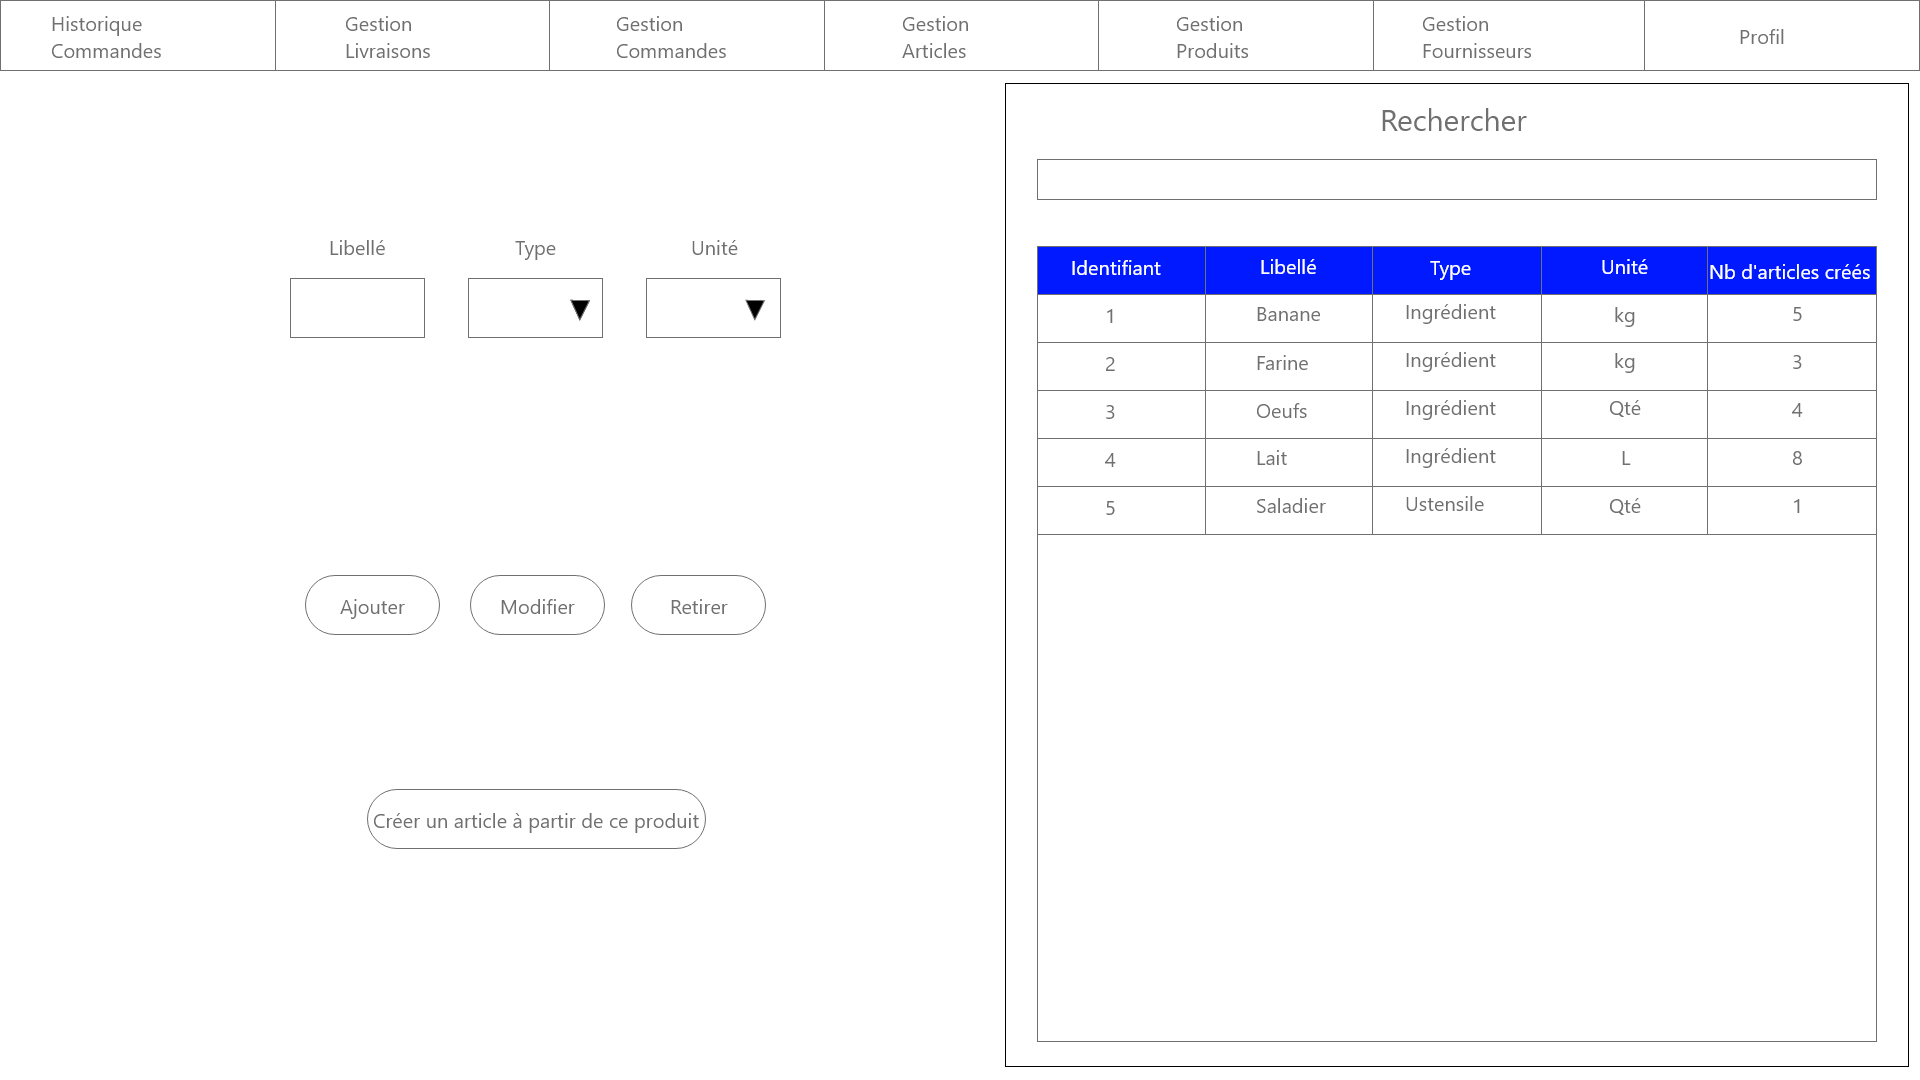 Historique
Commandes
Gestion
Livraisons
Gestion
Commandes
Gestion
Articles
Gestion
Produits
Gestion
Fournisseurs
Profil
Libellé Type Unité
Ajouter Modifier Retirer
Créer un article à partir de ce produit
Rechercher
Identifiant Libellé Type Unité Nb d'articles créés
1 Banane Ingrédient kg 5
2 Farine Ingrédient kg 3
3 Oeufs Ingrédient Qté 4
4 Lait Ingrédient L 8
5 Saladier Ustensile Qté 1